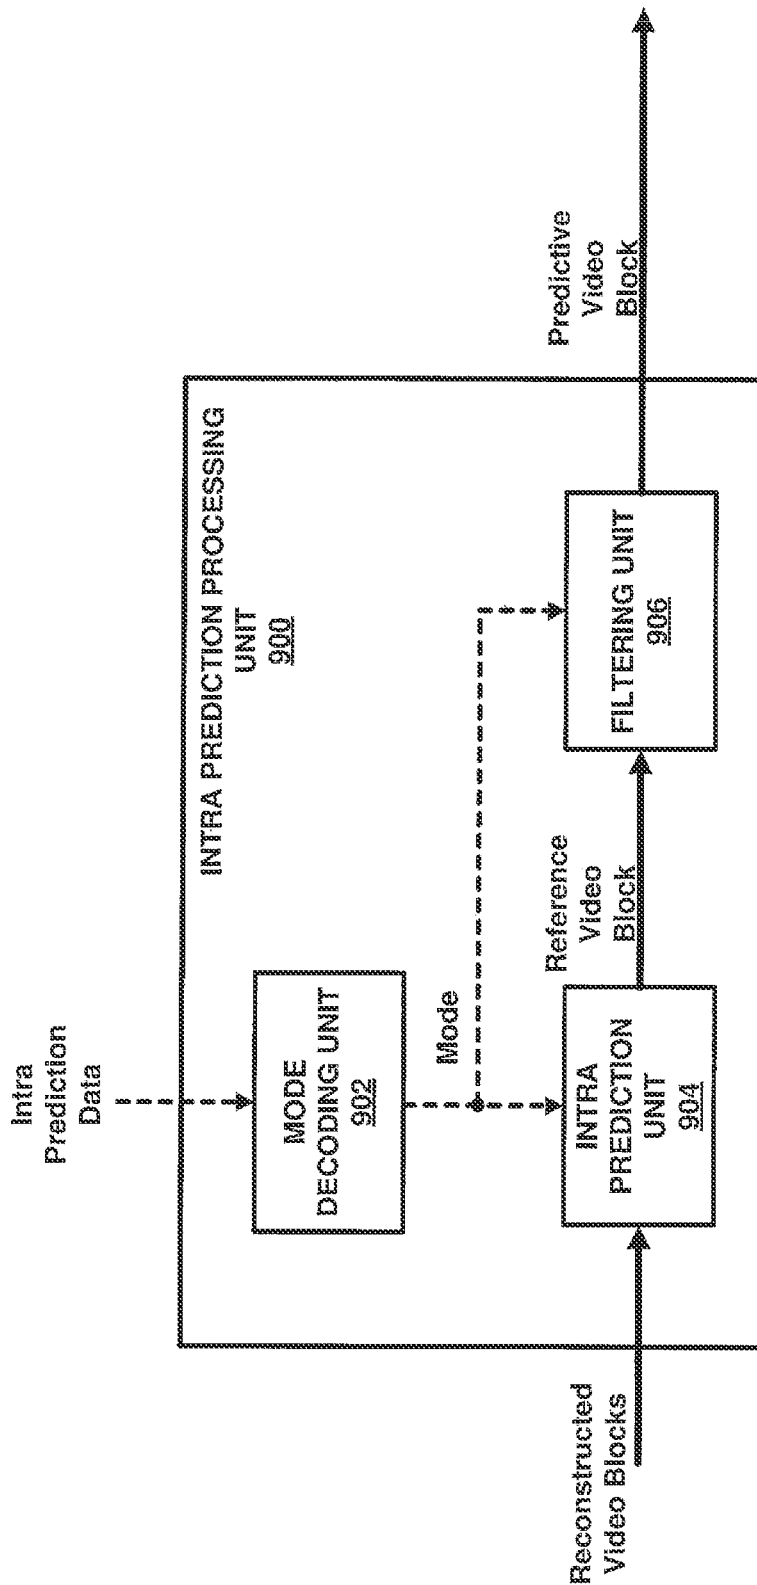 Intra
Prediction
Data
INTRA PREDICTION PROCESSING
UNIT
900
MODE
DECODING UNIT
902
Mode
Reconstructed
Video Blocks
INTRA
PREDICTION
UNIT
904
Reference
Video
Block
FILTERING UNIT
906
Predictive
Video
Block